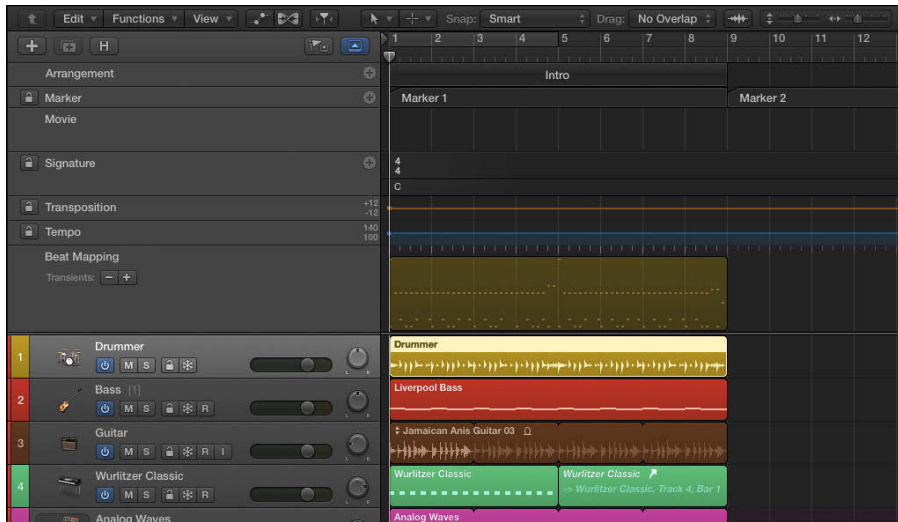 Edit Functions View Snap: Smart Drag: No Overlap
H 1 2 3 4 5 6 7 8 9 10 11 12
Arrangement Intro
Marker Marker 1 Marker 2
Movie
Signature 4
4
C
Transposition +12
-12
Tempo 140
100
Beat Mapping
Transients: − +
1 Drummer Drummer
M S
L R
2 Bass [1] Liverpool Bass
M S R
L R
3 Guitar Jamaican Anis Guitar 03
M S R I
L R
4 Wurlitzer Classic Wurlitzer Classic Wurlitzer Classic
M S R -> Wurlitzer Classic, Track 4, Bar 1
L R
Analog Waves Analog Waves